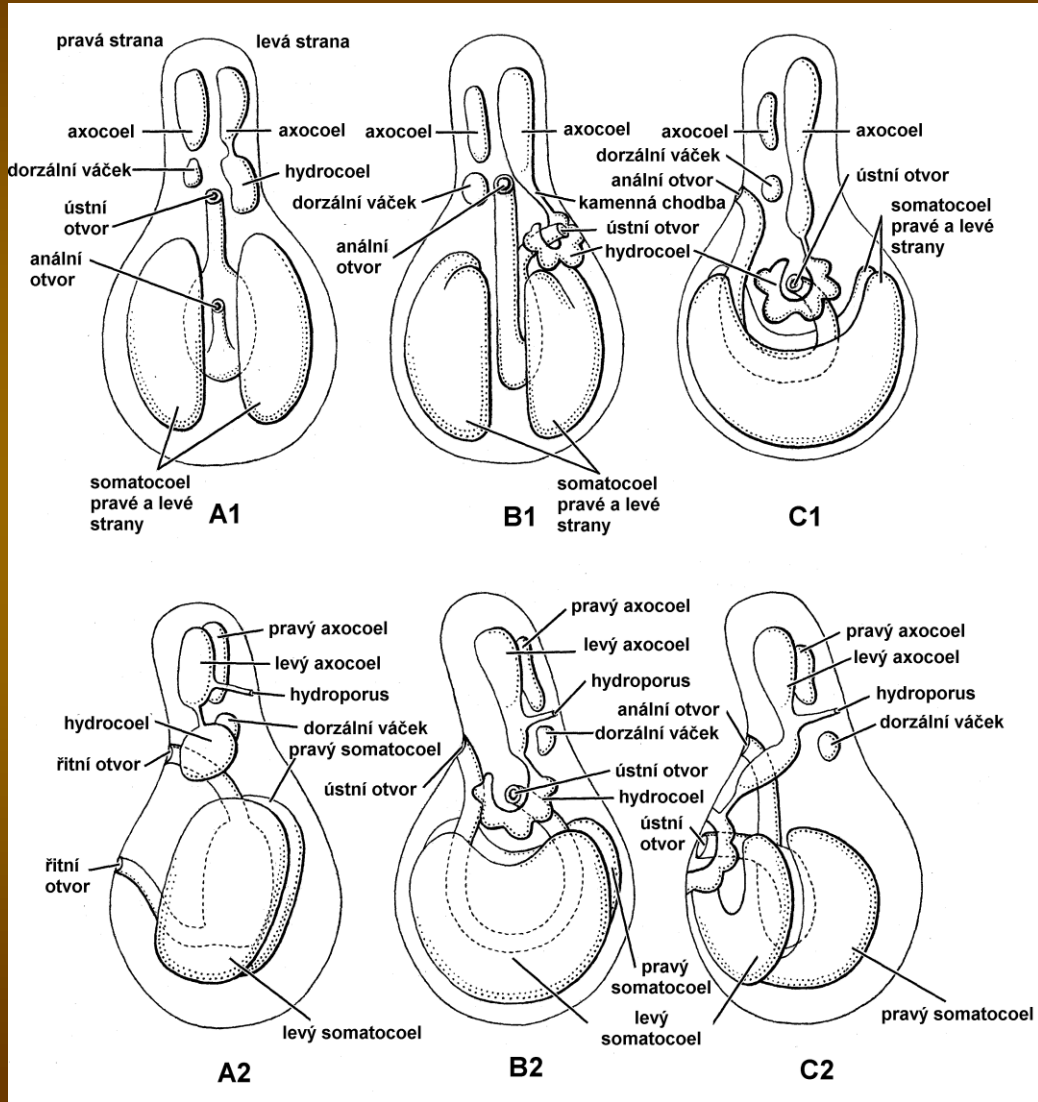 pravá strana
levá strana
axocoel
axocoel
dorzální váček
hydrocoel
ústní
otvor
anální
otvor
somatocoel
pravé a levé
strany
A1
axocoel
axocoel
dorzální váček
kamenná chodba
ústní otvor
hydrocoel
anální
otvor
somatocoel
pravé a levé
strany
B1
axocoel
axocoel
dorzální váček
anální otvor
ústní otvor
somatocoel
pravé a levé
strany
C1
pravý axocoel
levý axocoel
hydroporus
hydrocoel
dorzální váček
pravý somatocoel
řitní otvor
řitní
otvor
levý somatocoel
A2
pravý axocoel
levý axocoel
hydroporus
dorzální váček
ústní otvor
ústní otvor
hydrocoel
pravý
somatocoel
levý
somatocoel
B2
pravý axocoel
levý axocoel
hydroporus
anální otvor
dorzální váček
ústní
otvor
pravý somatocoel
C2